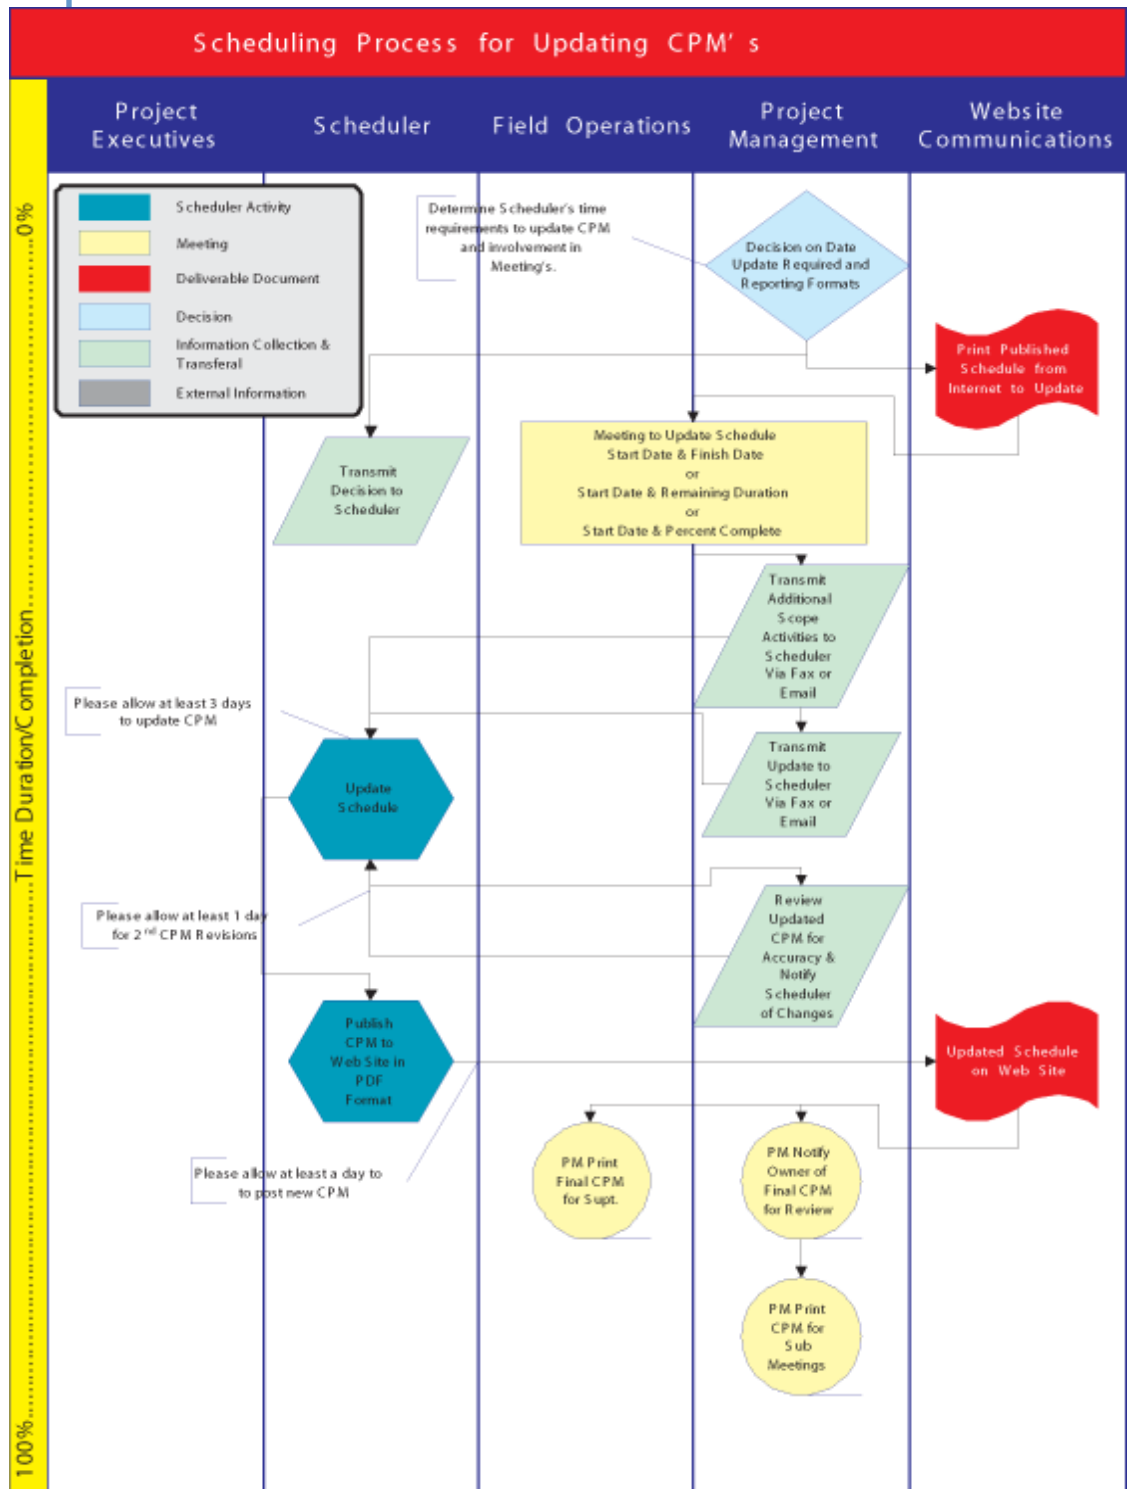 Scheduling Process for Updating CPM' s
Project
Executives
Scheduler
Field Operations
Project
Management
Website
Communications
0%
Time Duration/Completion
100%
Scheduler Activity
Meeting
Deliverable Document
Decision
Information Collection &
Transferal
External Information
Determine Scheduler's time
requirements to update CPM
and involvement in
Meeting's.
Decision on Date
Update Required and
Reporting Formats
Print Published
Schedule from
Internet to Update
Transmit
Decision to
Scheduler
Meeting to Update Schedule
Start Date & Finish Date
or
Start Date & Remaining Duration
or
Start Date & Percent Complete
Transmit
Additional
Scope
Activities to
Scheduler
Via Fax or
Email
Please allow at least 3 days
to update CPM
Update
Schedule
Transmit
Update to
Scheduler
Via Fax or
Email
Please allow at least 1 day
for 2nd CPM Revisions
Review
Updated
CPM for
Accuracy &
Notify
Scheduler
of Changes
Publish
CPM to
Web Site in
PDF
Format
Updated Schedule
on Web Site
Please allow at least a day to
to post new CPM
PM Print
Final CPM
for Supt.
PM Notify
Owner of
Final CPM
for Review
PM Print
CPM for
Sub
Meetings